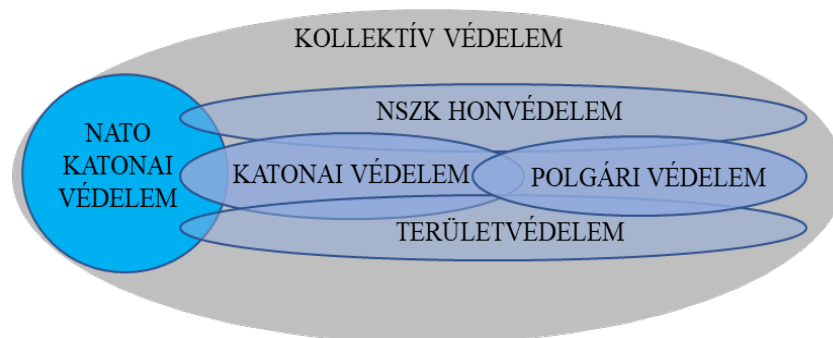 KOLLEKTÍV VÉDELEM
NSZK HONVÉDELEM
NATO
KATONAI
VÉDELEM
KATONAI VÉDELEM
POLGÁRI VÉDELEM
TERÜLETVÉDELEM